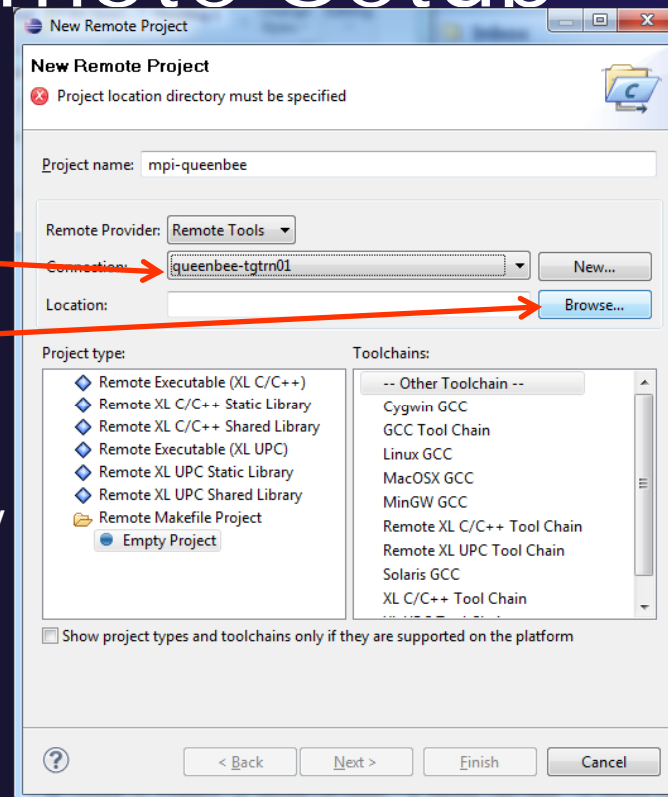 New Remote Project
New Remote Project
Project location directory must be specified
Project name: mpi-queenbee
Remote Provider: Remote Tools
Connection: queenbee-tgtrn01 New...
Location: Browse...
Project type: Toolchains:
Remote Executable (XL C/C++)
Remote XL C/C++ Static Library
Remote XL C/C++ Shared Library
Remote Executable (XL UPC)
Remote XL UPC Static Library
Remote XL UPC Shared Library
Remote Makefile Project
Empty Project
-- Other Toolchain --
Cygwin GCC
GCC Tool Chain
Linux GCC
MacOSX GCC
MinGW GCC
Remote XL C/C++ Tool Chain
Remote XL UPC Tool Chain
Solaris GCC
XL C/C++ Tool Chain
Show project types and toolchains only if they are supported on the platform
< Back Next > Finish Cancel